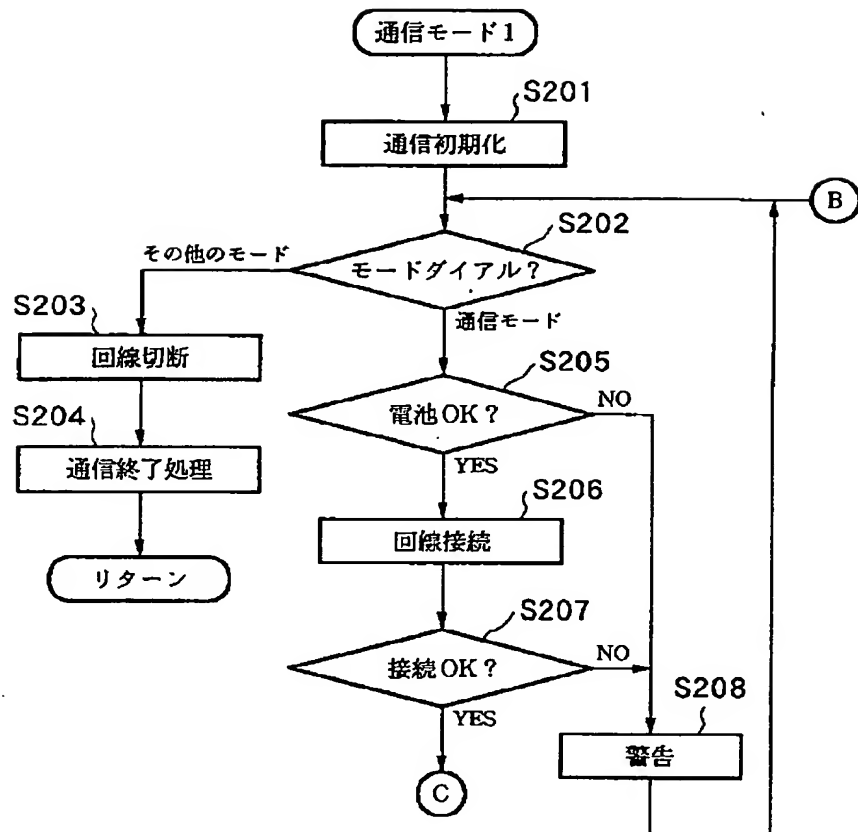 通信モード1
S201
通信初期化
B
S202
その他のモード
モードダイアル？
S203
通信モード
回線切断
S205
電池OK？
NO
S204
通信終了処理
YES
S206
回線接続
リターン
S207
接続OK？
NO
S208
YES
警告
C